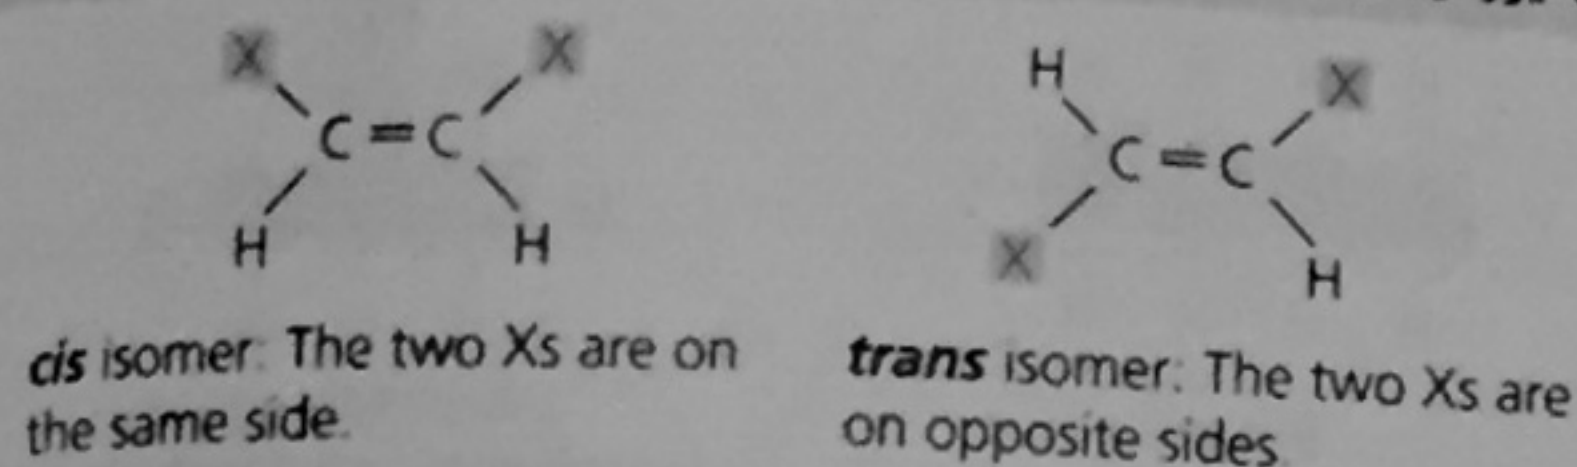 X X
C=C
H H
cis isomer: The two Xs are on
the same side.
H X
C=C
X H
trans isomer: The two Xs are
on opposite sides.